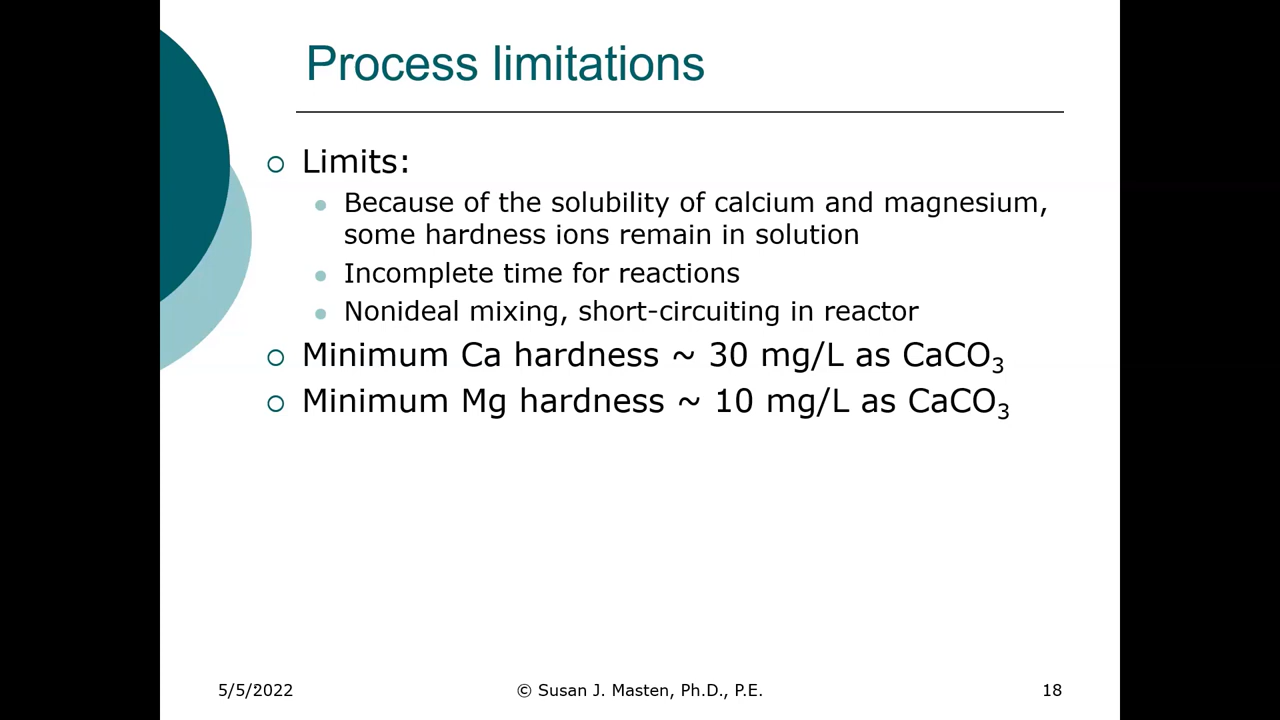 Process limitations
Limits:
Because of the solubility of calcium and magnesium,
some hardness ions remain in solution
Incomplete time for reactions
Nonideal mixing, short-circuiting in reactor
Minimum Ca hardness ~ 30 mg/L as CaCO₃
Minimum Mg hardness ~ 10 mg/L as CaCO₃
5/5/2022
© Susan J. Masten, Ph.D., P.E.
18